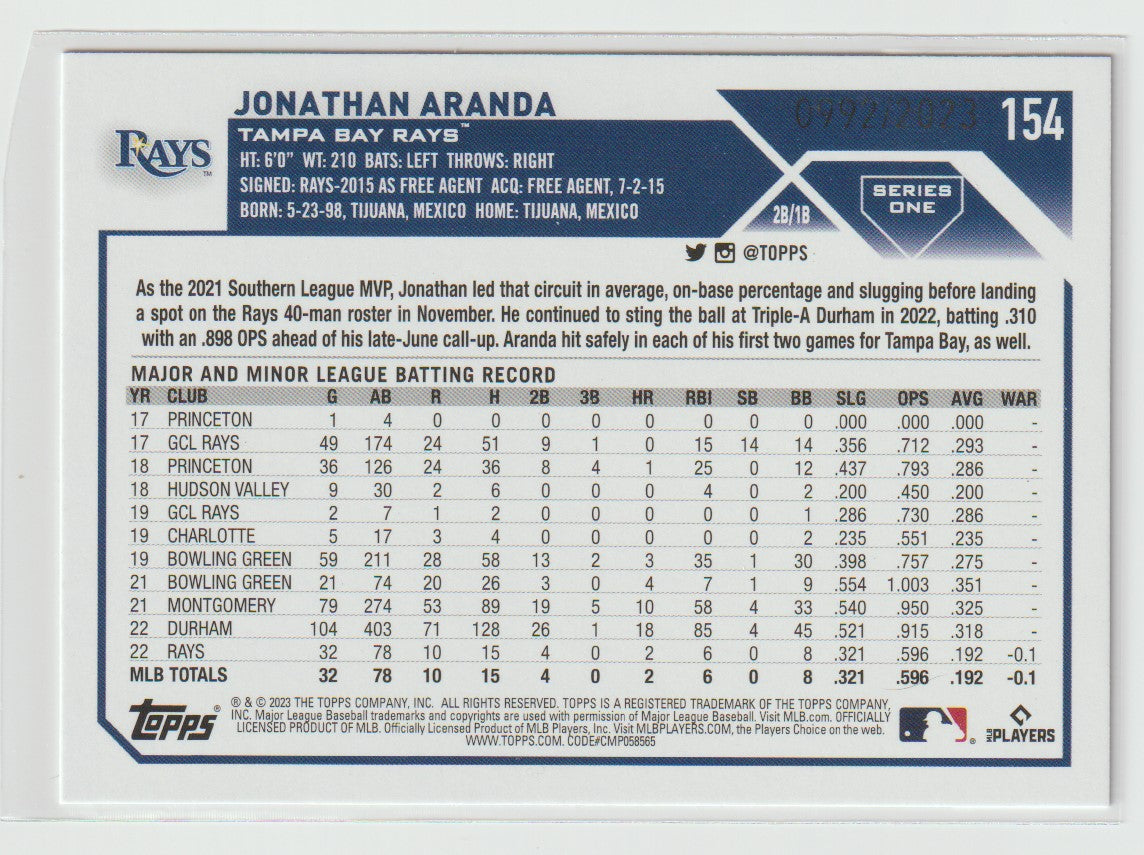 JONATHAN ARANDA
0992/2023 154
TAMPA BAY RAYS™
RAYS™
HT: 6'0" WT: 210 BATS: LEFT THROWS: RIGHT
SIGNED: RAYS-2015 AS FREE AGENT ACQ: FREE AGENT, 7-2-15
BORN: 5-23-98, TIJUANA, MEXICO HOME: TIJUANA, MEXICO
2B/1B
SERIES
ONE
@TOPPS
As the 2021 Southern League MVP, Jonathan led that circuit in average, on-base percentage and slugging before landing
a spot on the Rays 40-man roster in November. He continued to sting the ball at Triple-A Durham in 2022, batting .310
with an .898 OPS ahead of his late-June call-up. Aranda hit safely in each of his first two games for Tampa Bay, as well.
MAJOR AND MINOR LEAGUE BATTING RECORD
YR CLUB G AB R H 2B 3B HR RBI SB BB SLG OPS AVG WAR
17 PRINCETON 1 4 0 0 0 0 0 0 0 0 .000 .000 .000 -
17 GCL RAYS 49 174 24 51 9 1 0 15 14 14 .356 .712 .293 -
18 PRINCETON 36 126 24 36 8 4 1 25 0 12 .437 .793 .286 -
18 HUDSON VALLEY 9 30 2 6 0 0 0 4 0 2 .200 .450 .200 -
19 GCL RAYS 2 7 1 2 0 0 0 0 0 1 .286 .730 .286 -
19 CHARLOTTE 5 17 3 4 0 0 0 0 0 2 .235 .551 .235 -
19 BOWLING GREEN 59 211 28 58 13 2 3 35 1 30 .398 .757 .275 -
21 BOWLING GREEN 21 74 20 26 3 0 4 7 1 9 .554 1.003 .351 -
21 MONTGOMERY 79 274 53 89 19 5 10 58 4 33 .540 .950 .325 -
22 DURHAM 104 403 71 128 26 1 18 85 4 45 .521 .915 .318 -
22 RAYS 32 78 10 15 4 0 2 6 0 8 .321 .596 .192 -0.1
MLB TOTALS 32 78 10 15 4 0 2 6 0 8 .321 .596 .192 -0.1
topps®
® & © 2023 THE TOPPS COMPANY, INC. ALL RIGHTS RESERVED. TOPPS IS A REGISTERED TRADEMARK OF THE TOPPS COMPANY,
INC. Major League Baseball trademarks and copyrights are used with permission of Major League Baseball. Visit MLB.com. OFFICIALLY
LICENSED PRODUCT OF MLB. Officially Licensed Product of MLB Players, Inc. Visit MLBPLAYERS.COM, the Players Choice on the web.
WWW.TOPPS.COM. CODE#CMP058565
®
MLB PLAYERS